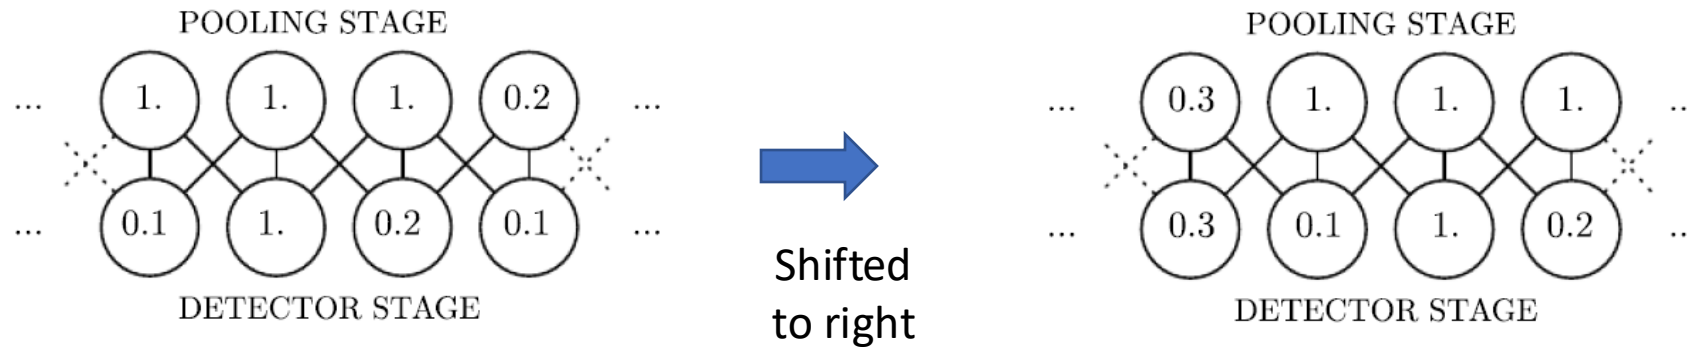 POOLING STAGE
... 1. 1. 1. 0.2 ...
... 0.1 1. 0.2 0.1 ...
DETECTOR STAGE
Shifted
to right
POOLING STAGE
... 0.3 1. 1. 1. ..
... 0.3 0.1 1. 0.2 ..
DETECTOR STAGE